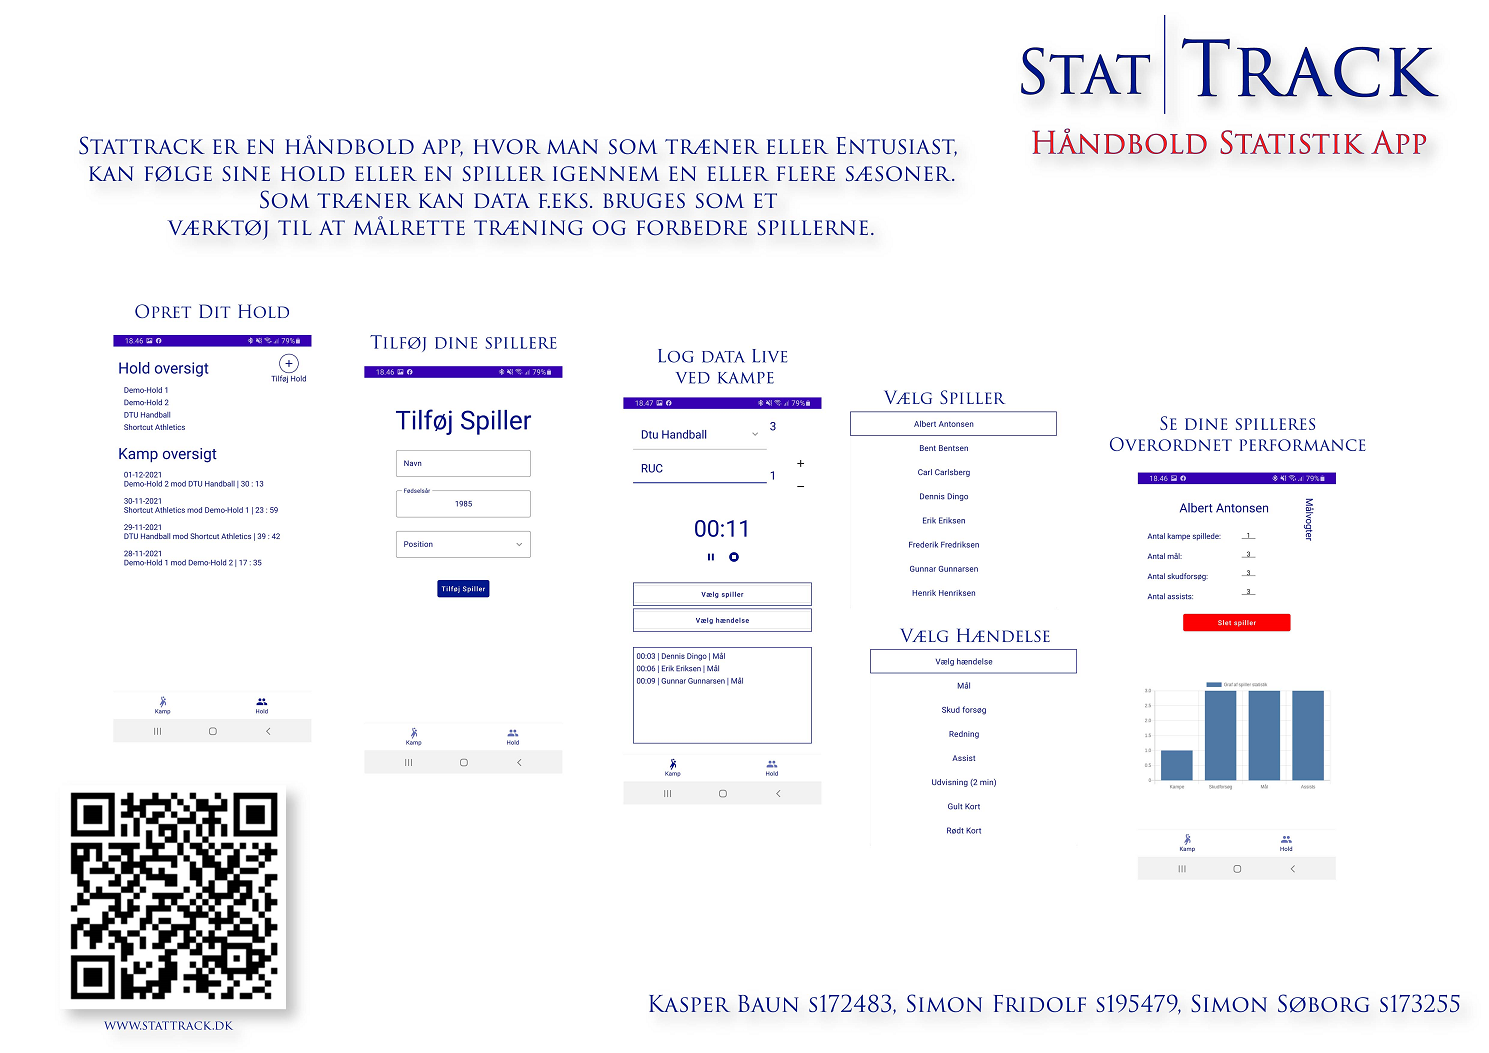 Stat Track
Håndbold Statistik App
Stattrack er en håndbold app, hvor man som træner eller Entusiast,
kan følge sine hold eller en spiller igennem en eller flere sæsoner.
Som træner kan data f.eks. bruges som et
værktøj til at målrette træning og forbedre spillerne.
Opret Dit Hold
18.46 79%
Hold oversigt
Tilføj Hold
Demo-Hold 1
Demo-Hold 2
DTU Handball
Shortcut Athletics
Kamp oversigt
01-12-2021
Demo-Hold 2 mod DTU Handball | 30 : 13
30-11-2021
Shortcut Athletics mod Demo-Hold 1 | 23 : 59
29-11-2021
DTU Handball mod Shortcut Athletics | 39 : 42
28-11-2021
Demo-Hold 1 mod Demo-Hold 2 | 17 : 35
Kamp Hold
Tilføj dine spillere
18.46 79%
Tilføj Spiller
Navn
Fødselsår
1985
Position
Tilføj Spiller
Kamp Hold
Log data Live
ved kampe
18.47 79%
Dtu Handball 3
RUC 1
+
−
00:11
Vælg spiller
Vælg hændelse
00:03 | Dennis Dingo | Mål
00:06 | Erik Eriksen | Mål
00:09 | Gunnar Gunnarsen | Mål
Kamp Hold
Vælg Spiller
Albert Antonsen
Bent Bentsen
Carl Carlsberg
Dennis Dingo
Erik Eriksen
Frederik Fredriksen
Gunnar Gunnarsen
Henrik Henriksen
Vælg Hændelse
Vælg hændelse
Mål
Skud forsøg
Redning
Assist
Udvisning (2 min)
Gult Kort
Rødt Kort
Se dine spilleres
Overordnet performance
18.46 79%
Albert Antonsen
Målvogter
Antal kampe spillede: 1
Antal mål: 3
Antal skudforsøg: 3
Antal assists: 3
Slet spiller
Graf af spiller statistik
3.0
2.5
2.0
1.5
1.0
0.5
0
Kampe Skudforsøg Mål Assists
Kamp Hold
www.stattrack.dk
Kasper Baun s172483, Simon Fridolf s195479, Simon Søborg s173255